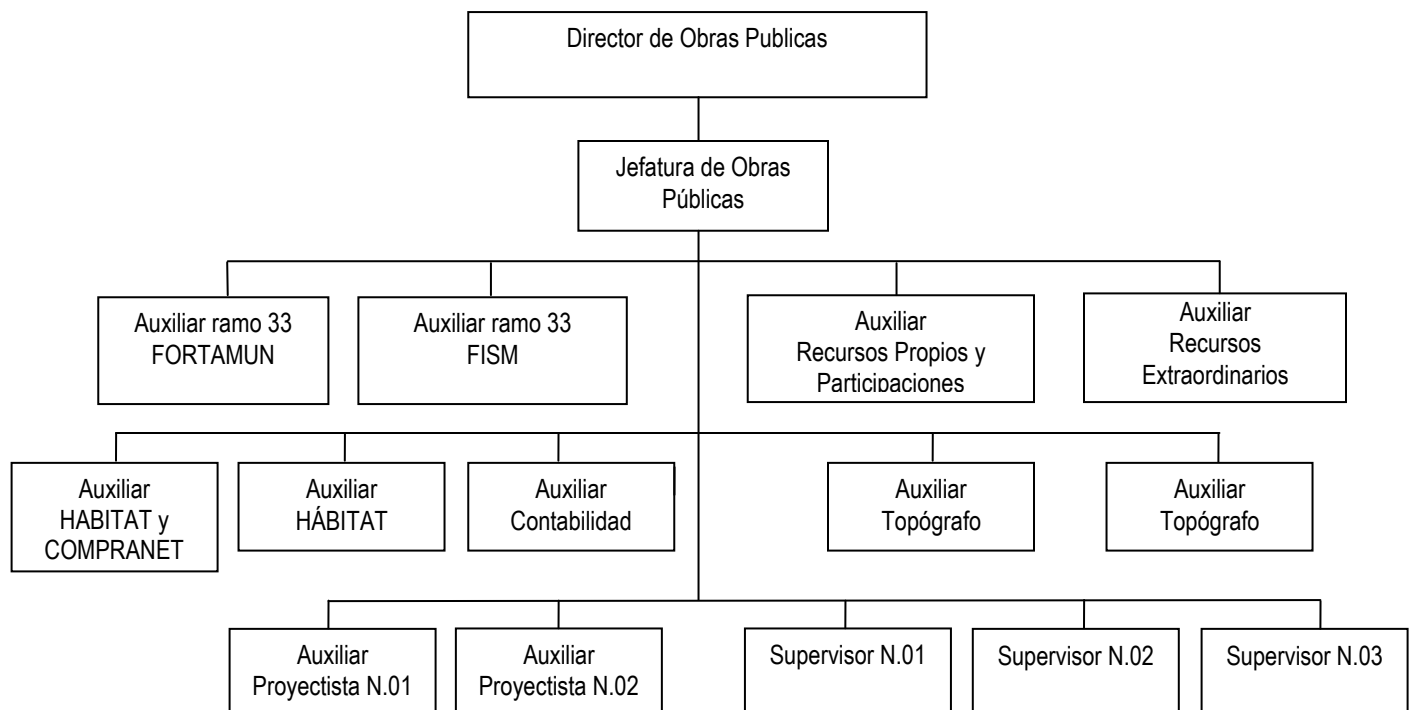 Director de Obras Publicas
Jefatura de Obras
Públicas
Auxiliar ramo 33
FORTAMUN
Auxiliar ramo 33
FISM
Auxiliar
Recursos Propios y
Participaciones
Auxiliar
Recursos
Extraordinarios
Auxiliar
HABITAT y
COMPRANET
Auxiliar
HÁBITAT
Auxiliar
Contabilidad
Auxiliar
Topógrafo
Auxiliar
Topógrafo
Auxiliar
Proyectista N.01
Auxiliar
Proyectista N.02
Supervisor N.01
Supervisor N.02
Supervisor N.03